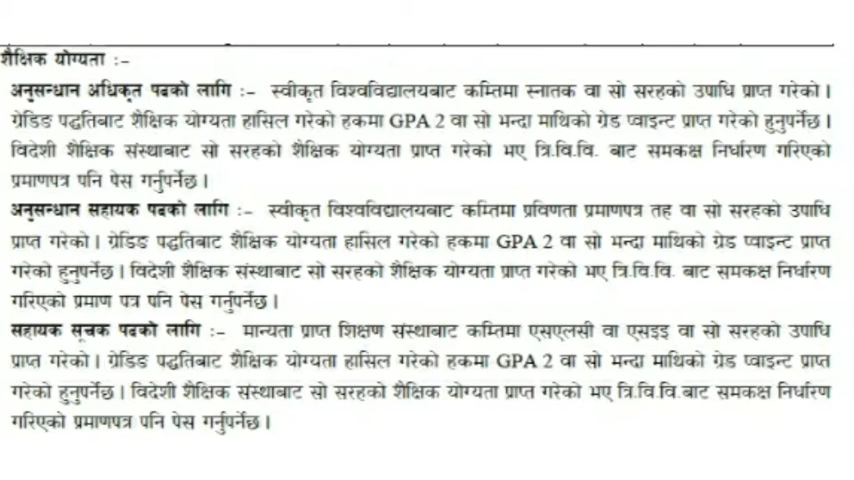 शैक्षिक योग्यता :–
अनुसन्धान अधिकृत पदको लागि :– स्वीकृत विश्वविद्यालयबाट कम्तिमा स्नातक वा सो सरहको उपाधि प्राप्त गरेको ।
ग्रेडिङ पद्धतिबाट शैक्षिक योग्यता हासिल गरेको हकमा GPA 2 वा सो भन्दा माथिको ग्रेड प्वाइन्ट प्राप्त गरेको हुनुपर्नेछ ।
विदेशी शैक्षिक संस्थाबाट सो सरहको शैक्षिक योग्यता प्राप्त गरेको भए त्रि.वि.वि. बाट समकक्ष निर्धारण गरिएको
प्रमाणपत्र पनि पेस गर्नुपर्नेछ ।
अनुसन्धान सहायक पदको लागि :– स्वीकृत विश्वविद्यालयबाट कम्तिमा प्रविणता प्रमाणपत्र तह वा सो सरहको उपाधि
प्राप्त गरेको । ग्रेडिङ पद्धतिबाट शैक्षिक योग्यता हासिल गरेको हकमा GPA 2 वा सो भन्दा माथिको ग्रेड प्वाइन्ट प्राप्त
गरेको हुनुपर्नेछ । विदेशी शैक्षिक संस्थाबाट सो सरहको शैक्षिक योग्यता प्राप्त गरेको भए त्रि.वि.वि. बाट समकक्ष निर्धारण
गरिएको प्रमाण पत्र पनि पेस गर्नुपर्नेछ ।
सहायक सूचक पदको लागि :– मान्यता प्राप्त शिक्षण संस्थाबाट कम्तिमा एसएलसी वा एसइइ वा सो सरहको उपाधि
प्राप्त गरेको । ग्रेडिङ पद्धतिबाट शैक्षिक योग्यता हासिल गरेको हकमा GPA 2 वा सो भन्दा माथिको ग्रेड प्वाइन्ट प्राप्त
गरेको हुनुपर्नेछ । विदेशी शैक्षिक संस्थाबाट सो सरहको शैक्षिक योग्यता प्राप्त गरेको भए त्रि.वि.वि.बाट समकक्ष निर्धारण
गरिएको प्रमाणपत्र पनि पेस गर्नुपर्नेछ ।